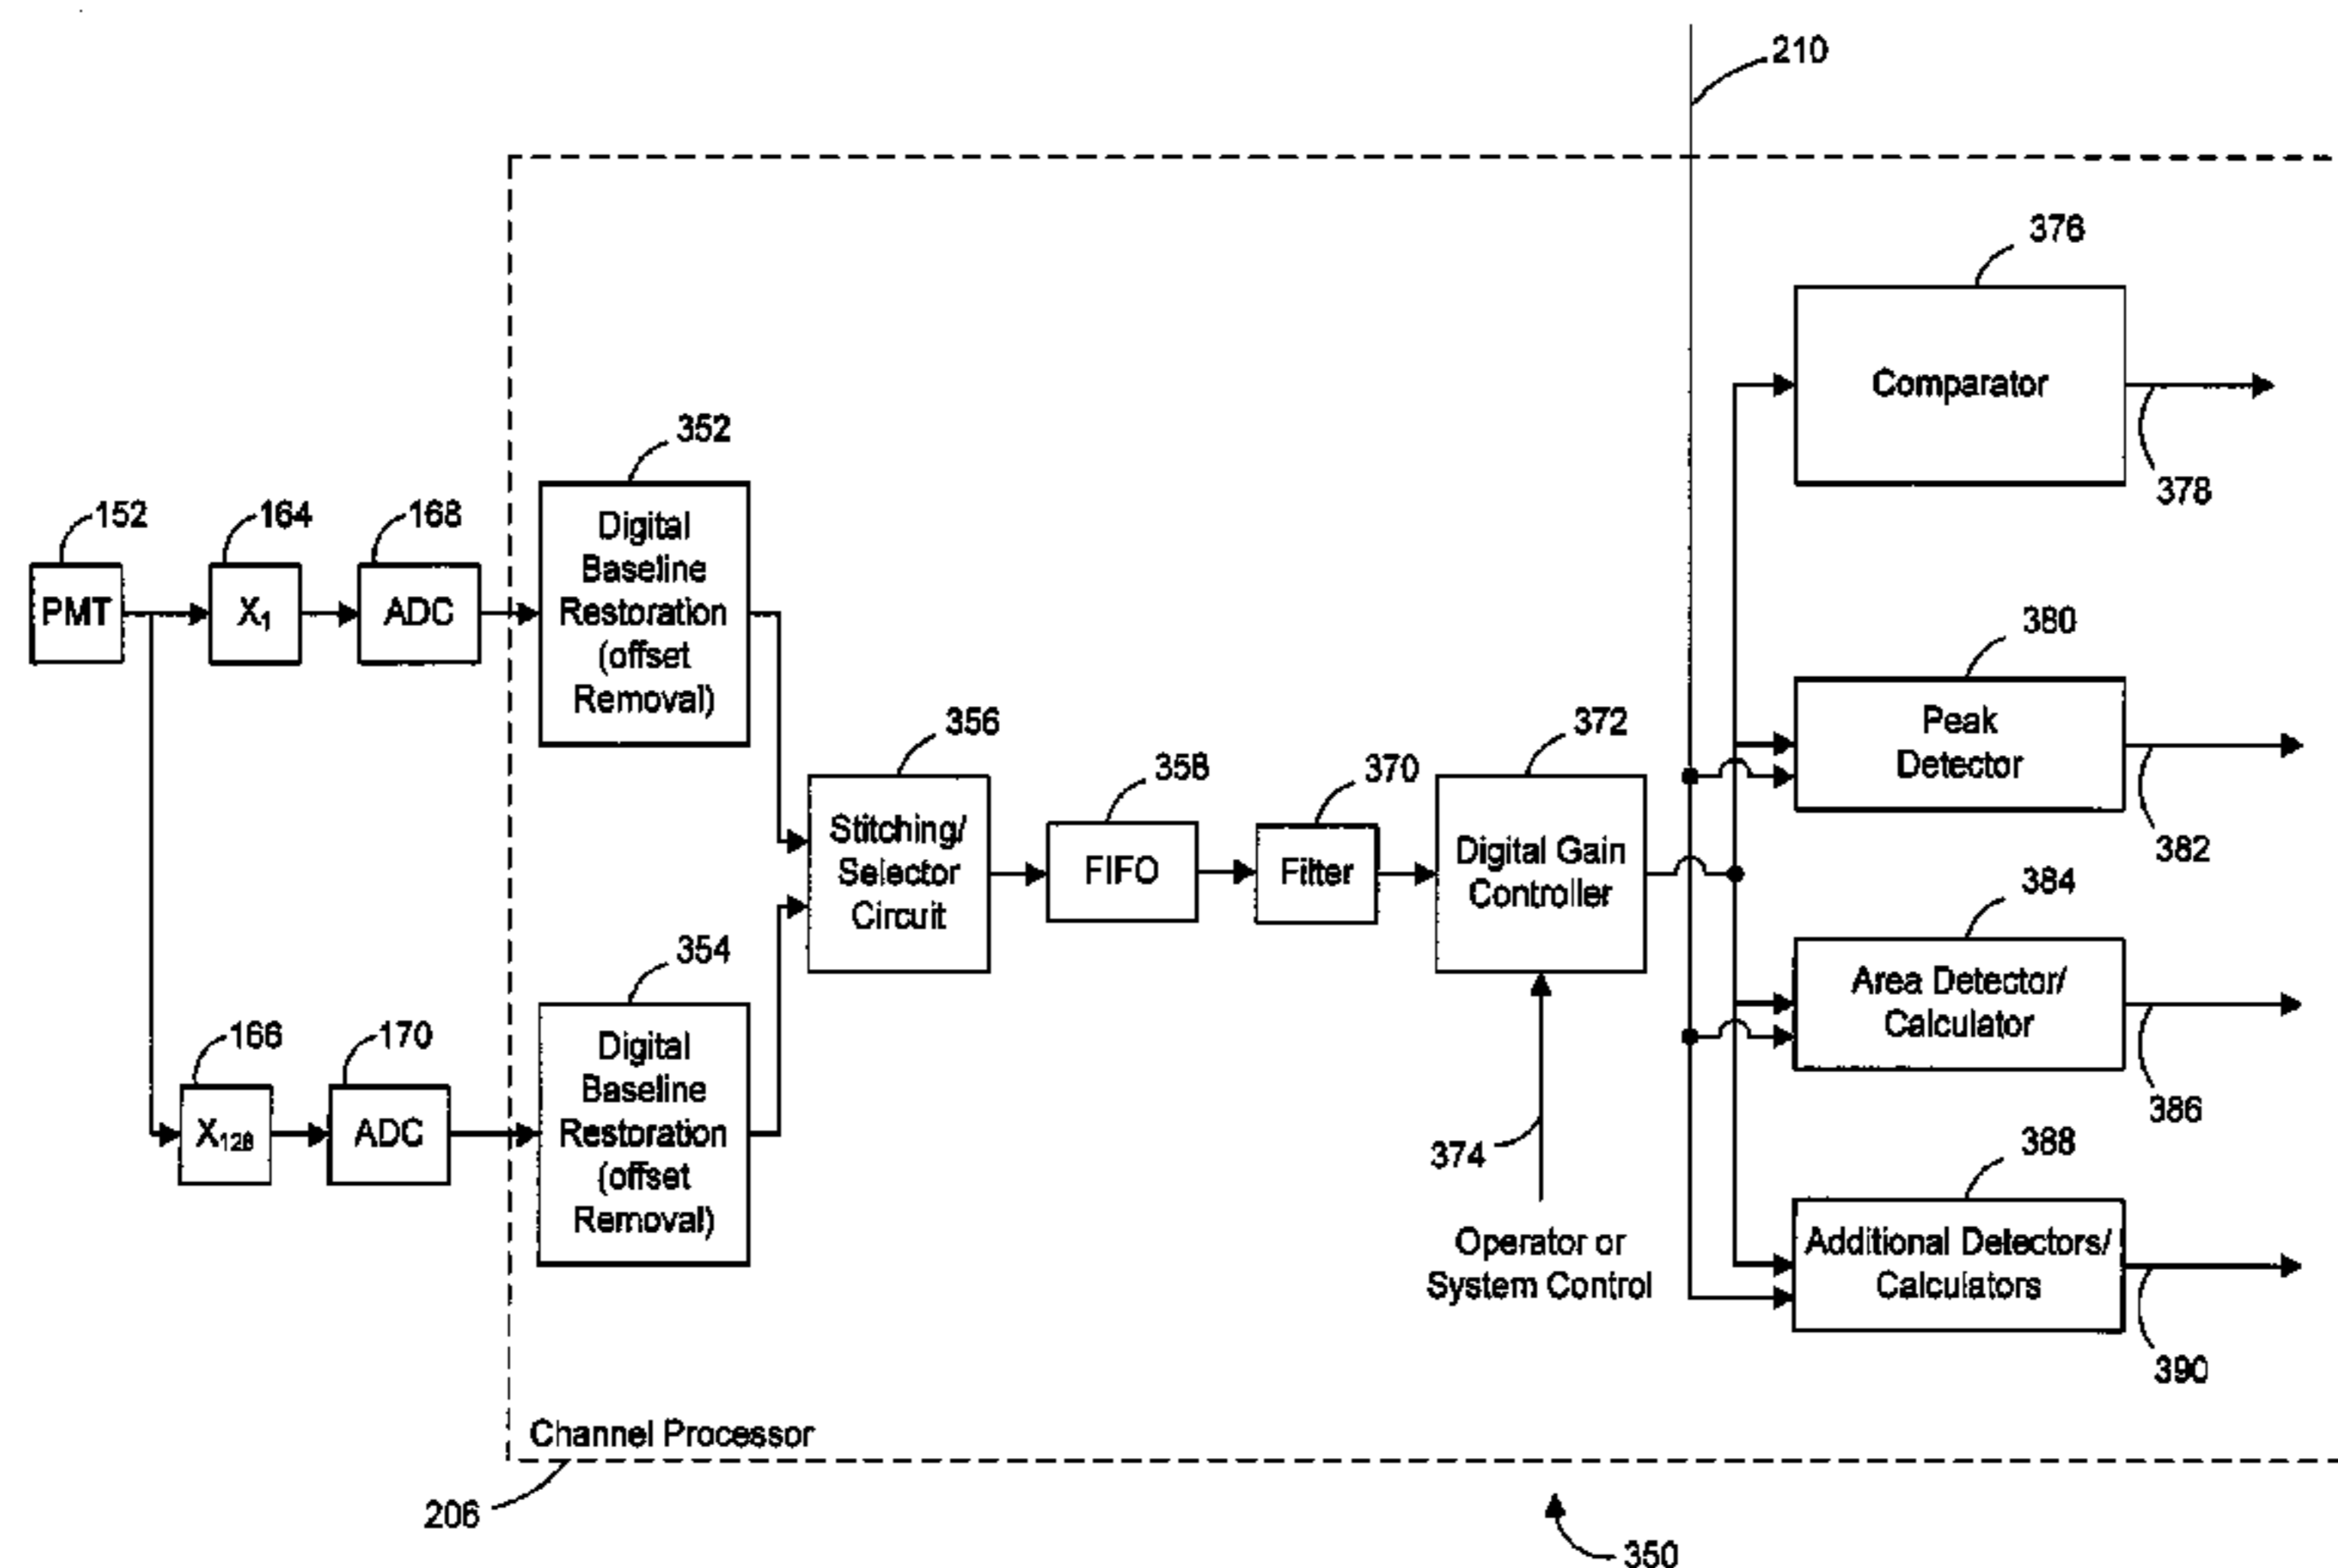 210
376
Comparator
378
352
Digital
Baseline
Restoration
(offset
Removal)
152
164
168
PMT
X1
ADC
380
Peak
Detector
382
356
Stitching/
Selector
Circuit
358
FIFO
370
Filter
372
Digital Gain
Controller
384
Area Detector/
Calculator
386
354
Digital
Baseline
Restoration
(offset
Removal)
166
170
X128
ADC
374
Operator or
System Control
388
Additional Detectors/
Calculators
390
Channel Processor
206
350